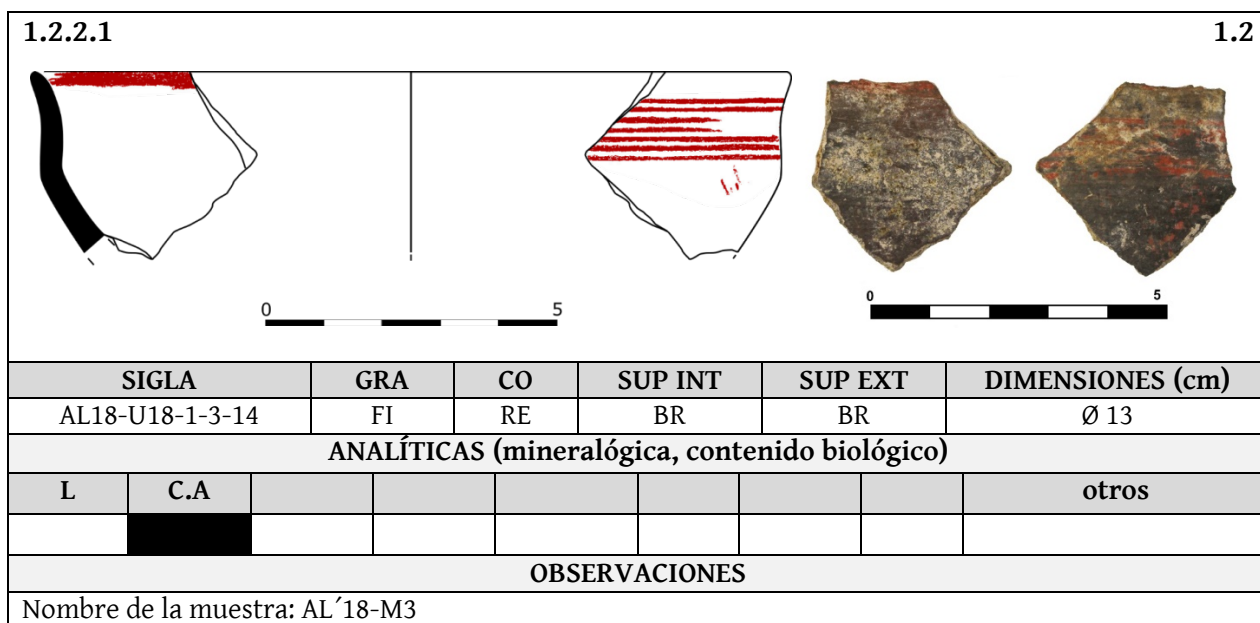 1.2.2.1 1.2
0 5
0 5
SIGLA GRA CO SUP INT SUP EXT DIMENSIONES (cm)
AL18-U18-1-3-14 FI RE BR BR Ø 13
ANALÍTICAS (mineralógica, contenido biológico)
L C.A otros
OBSERVACIONES
Nombre de la muestra: AL´18-M3